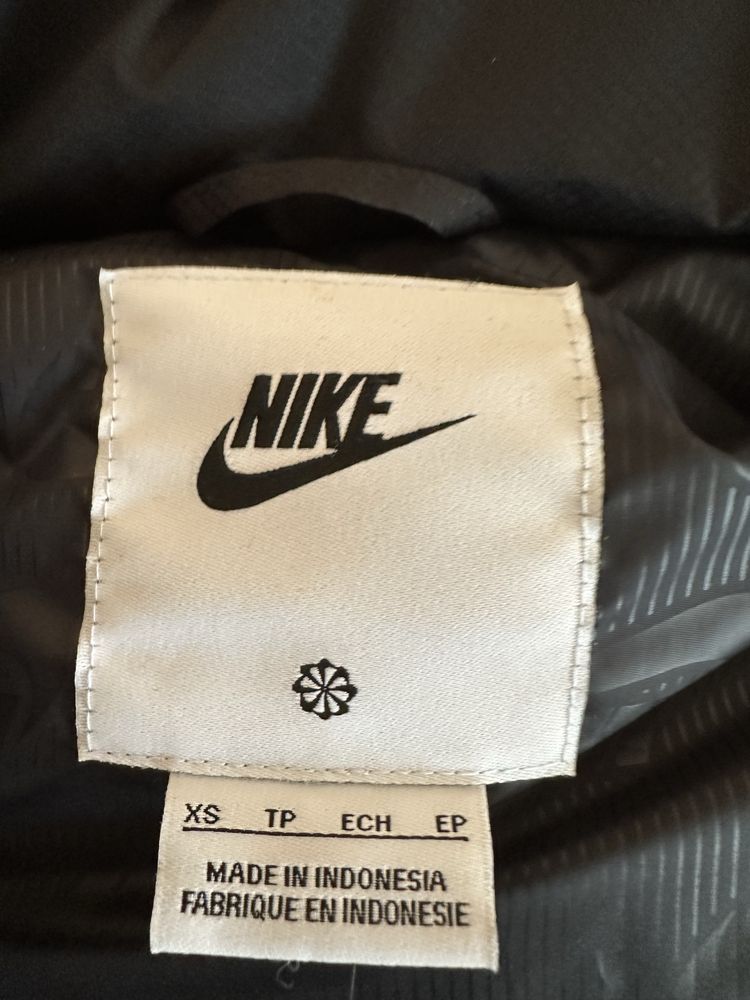 NIKE
XS TP ECH EP
MADE IN INDONESIA
FABRIQUE EN INDONESIE